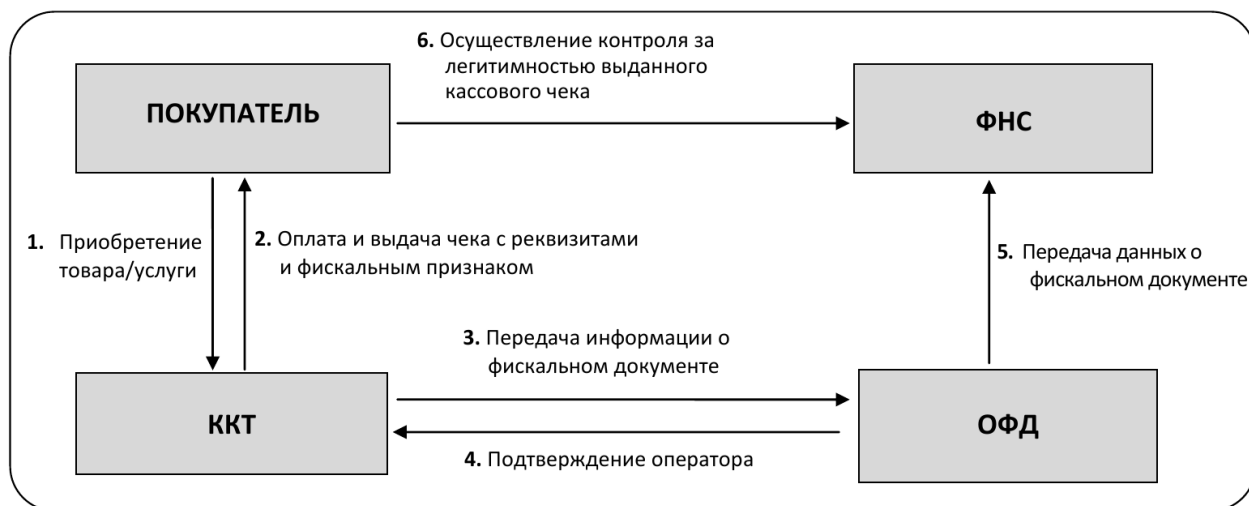 6. Осуществление контроля за
легитимностью выданного
кассового чека
ПОКУПАТЕЛЬ
ФНС
1. Приобретение
товара/услуги
2. Оплата и выдача чека с реквизитами
и фискальным признаком
5. Передача данных о
фискальном документе
3. Передача информации о
фискальном документе
ККТ
ОФД
4. Подтверждение оператора